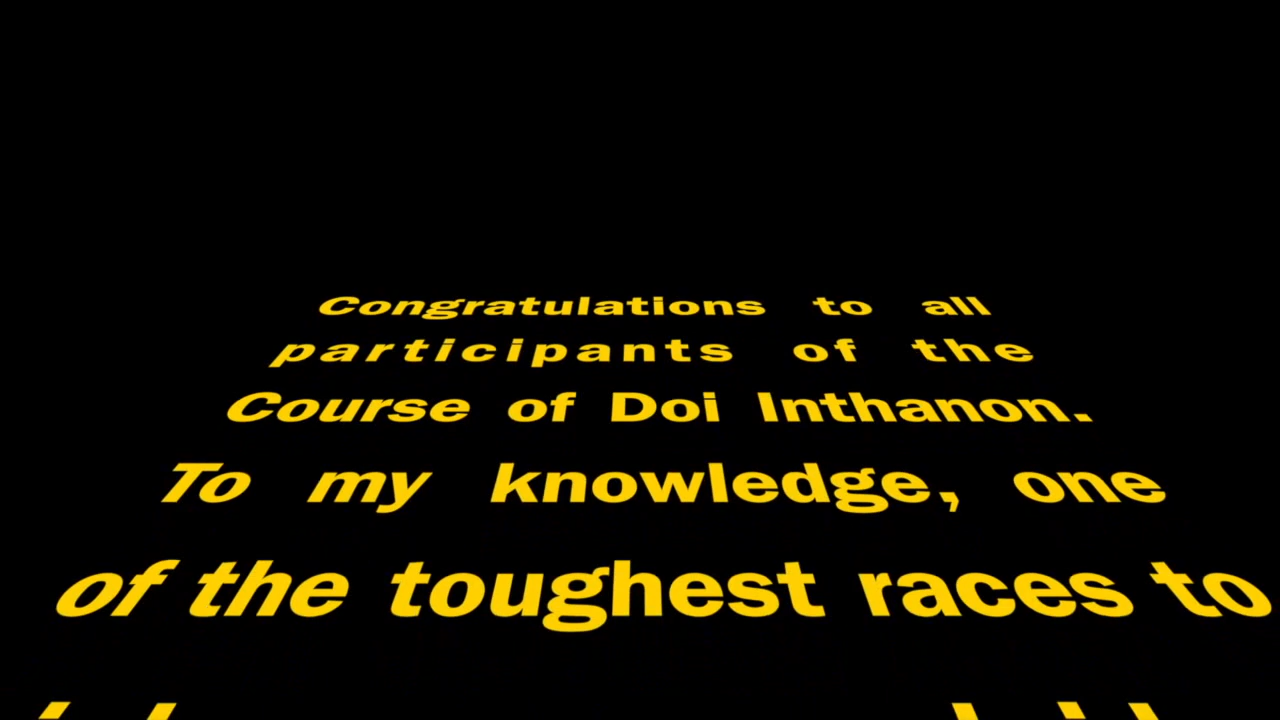 Congratulations to all
participants of the
Course of Doi Inthanon.
To my knowledge, one
of the toughest races to